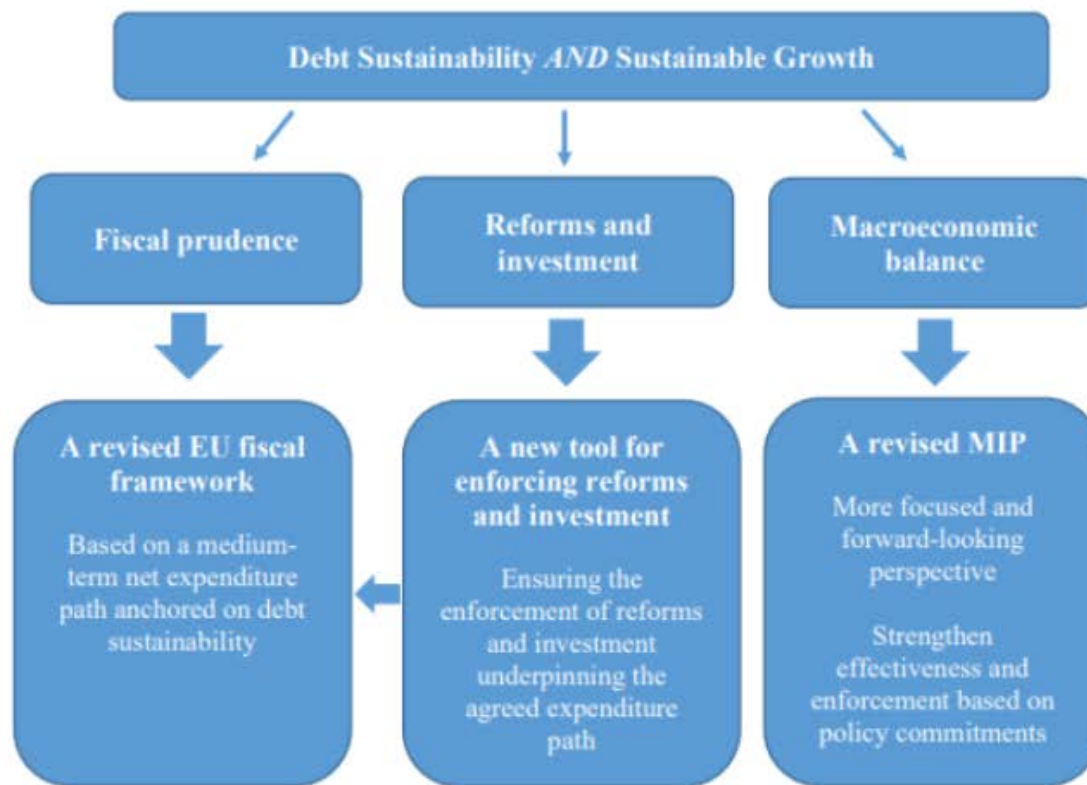 Debt Sustainability AND Sustainable Growth
Fiscal prudence
Reforms and
investment
Macroeconomic
balance
A revised EU fiscal
framework
Based on a medium-
term net expenditure
path anchored on debt
sustainability
A new tool for
enforcing reforms
and investment
Ensuring the
enforcement of reforms
and investment
underpinning the
agreed expenditure
path
A revised MIP
More focused and
forward-looking
perspective
Strengthen
effectiveness and
enforcement based on
policy commitments